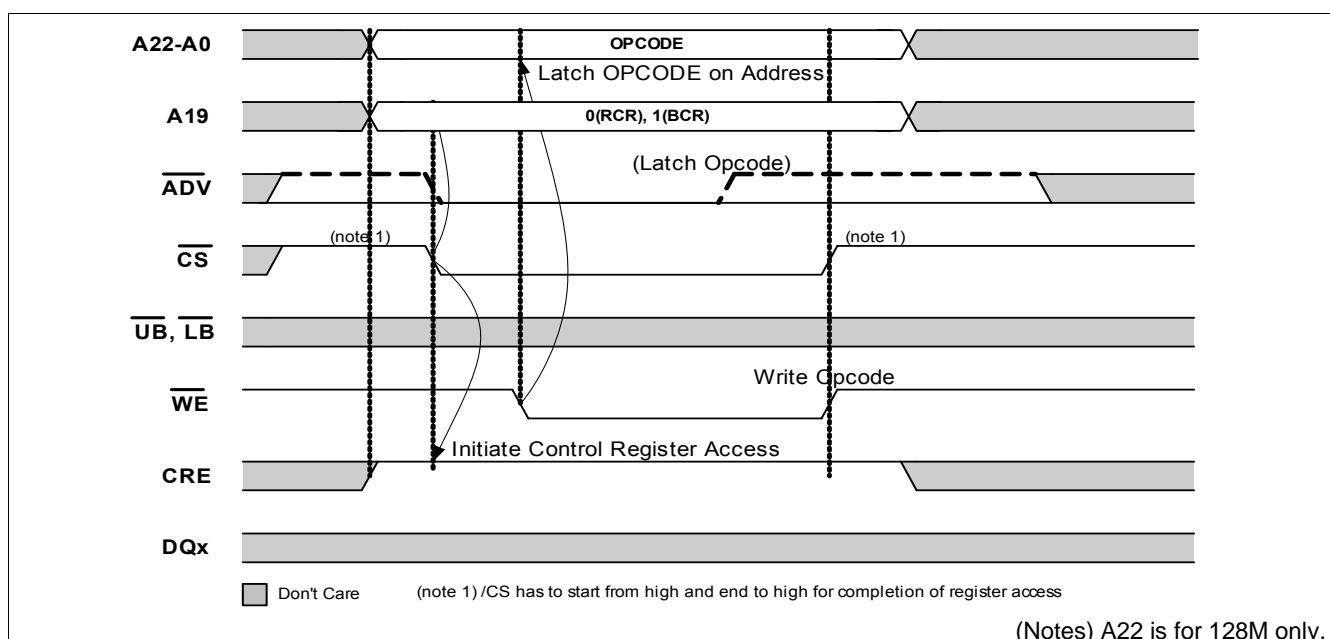 A22-A0
OPCODE
Latch OPCODE on Address
A19
0(RCR), 1(BCR)
(Latch Opcode)
ADV
(note 1)
(note 1)
CS
UB, LB
Write Opcode
WE
Initiate Control Register Access
CRE
DQx
Don't Care
(note 1) /CS has to start from high and end to high for completion of register access
(Notes) A22 is for 128M only.